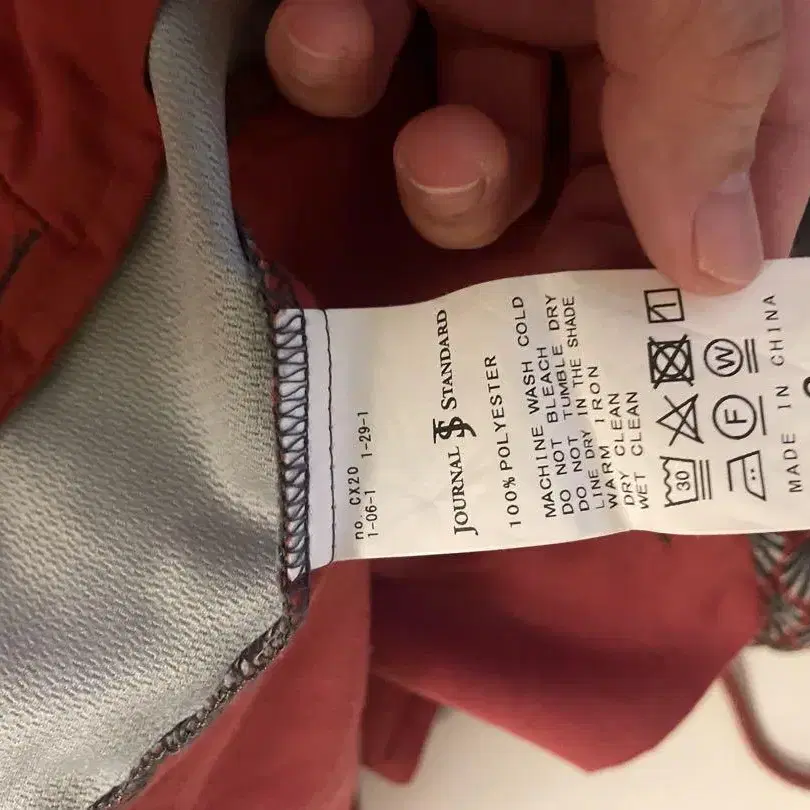 no. CX20
1-06-1 1-29-1
JOURNAL JS STANDARD
100% POLYESTER
MACHINE WASH COLD
DO NOT BLEACH
DO NOT TUMBLE DRY
LINE DRY IN THE SHADE
WARM IRON
DRY CLEAN
WET CLEAN
30
F W
MADE IN CHINA